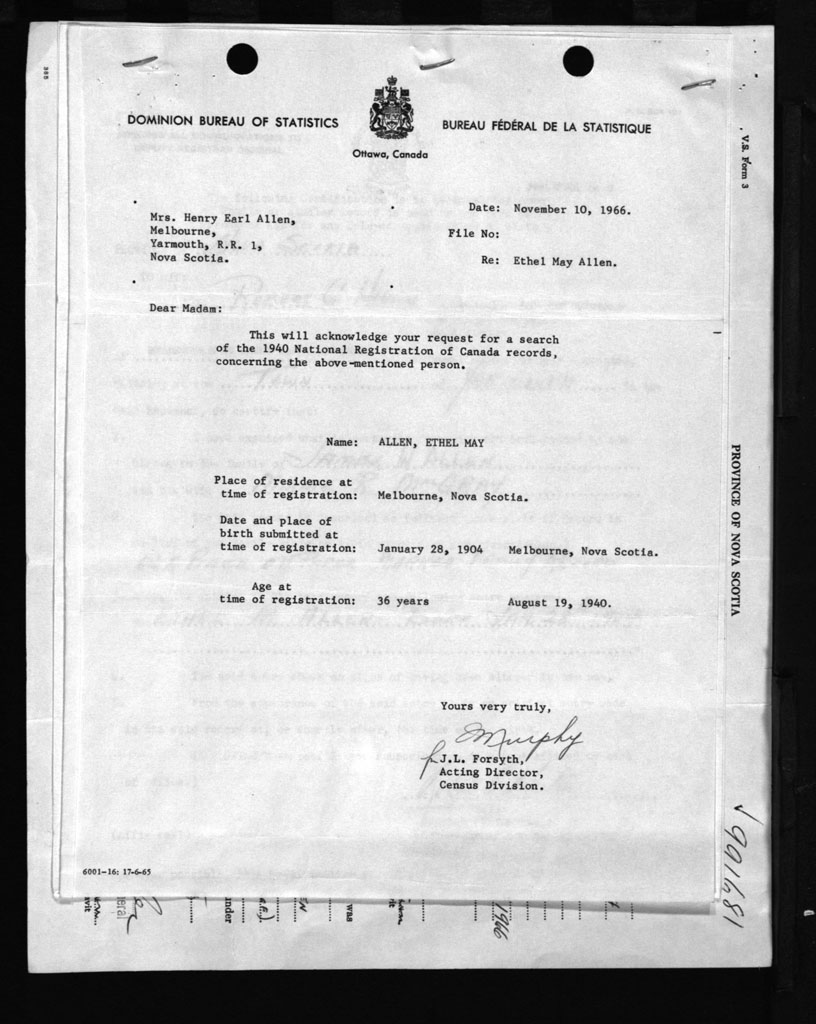 DOMINION BUREAU OF STATISTICS
BUREAU FÉDÉRAL DE LA STATISTIQUE
Ottawa, Canada
V.S. Form 3
Date: November 10, 1966.
Mrs. Henry Earl Allen,
Melbourne,
Yarmouth, R.R. 1,
Nova Scotia.
File No:
Re: Ethel May Allen.
Dear Madam:
This will acknowledge your request for a search
of the 1940 National Registration of Canada records,
concerning the above-mentioned person.
Name: ALLEN, ETHEL MAY
Place of residence at
time of registration: Melbourne, Nova Scotia.
Date and place of
birth submitted at
time of registration: January 28, 1904 Melbourne, Nova Scotia.
Age at
time of registration: 36 years August 19, 1940.
PROVINCE OF NOVA SCOTIA
Yours very truly,
Murphy
J.L. Forsyth,
Acting Director,
Census Division.
6001-16: 17-6-65
901681
under
was
1966